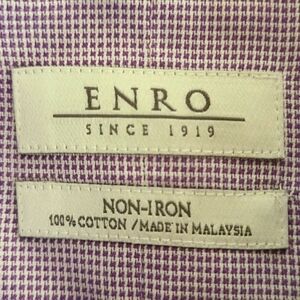 ENRO
SINCE 1919
NON-IRON
100% COTTON / MADE IN MALAYSIA